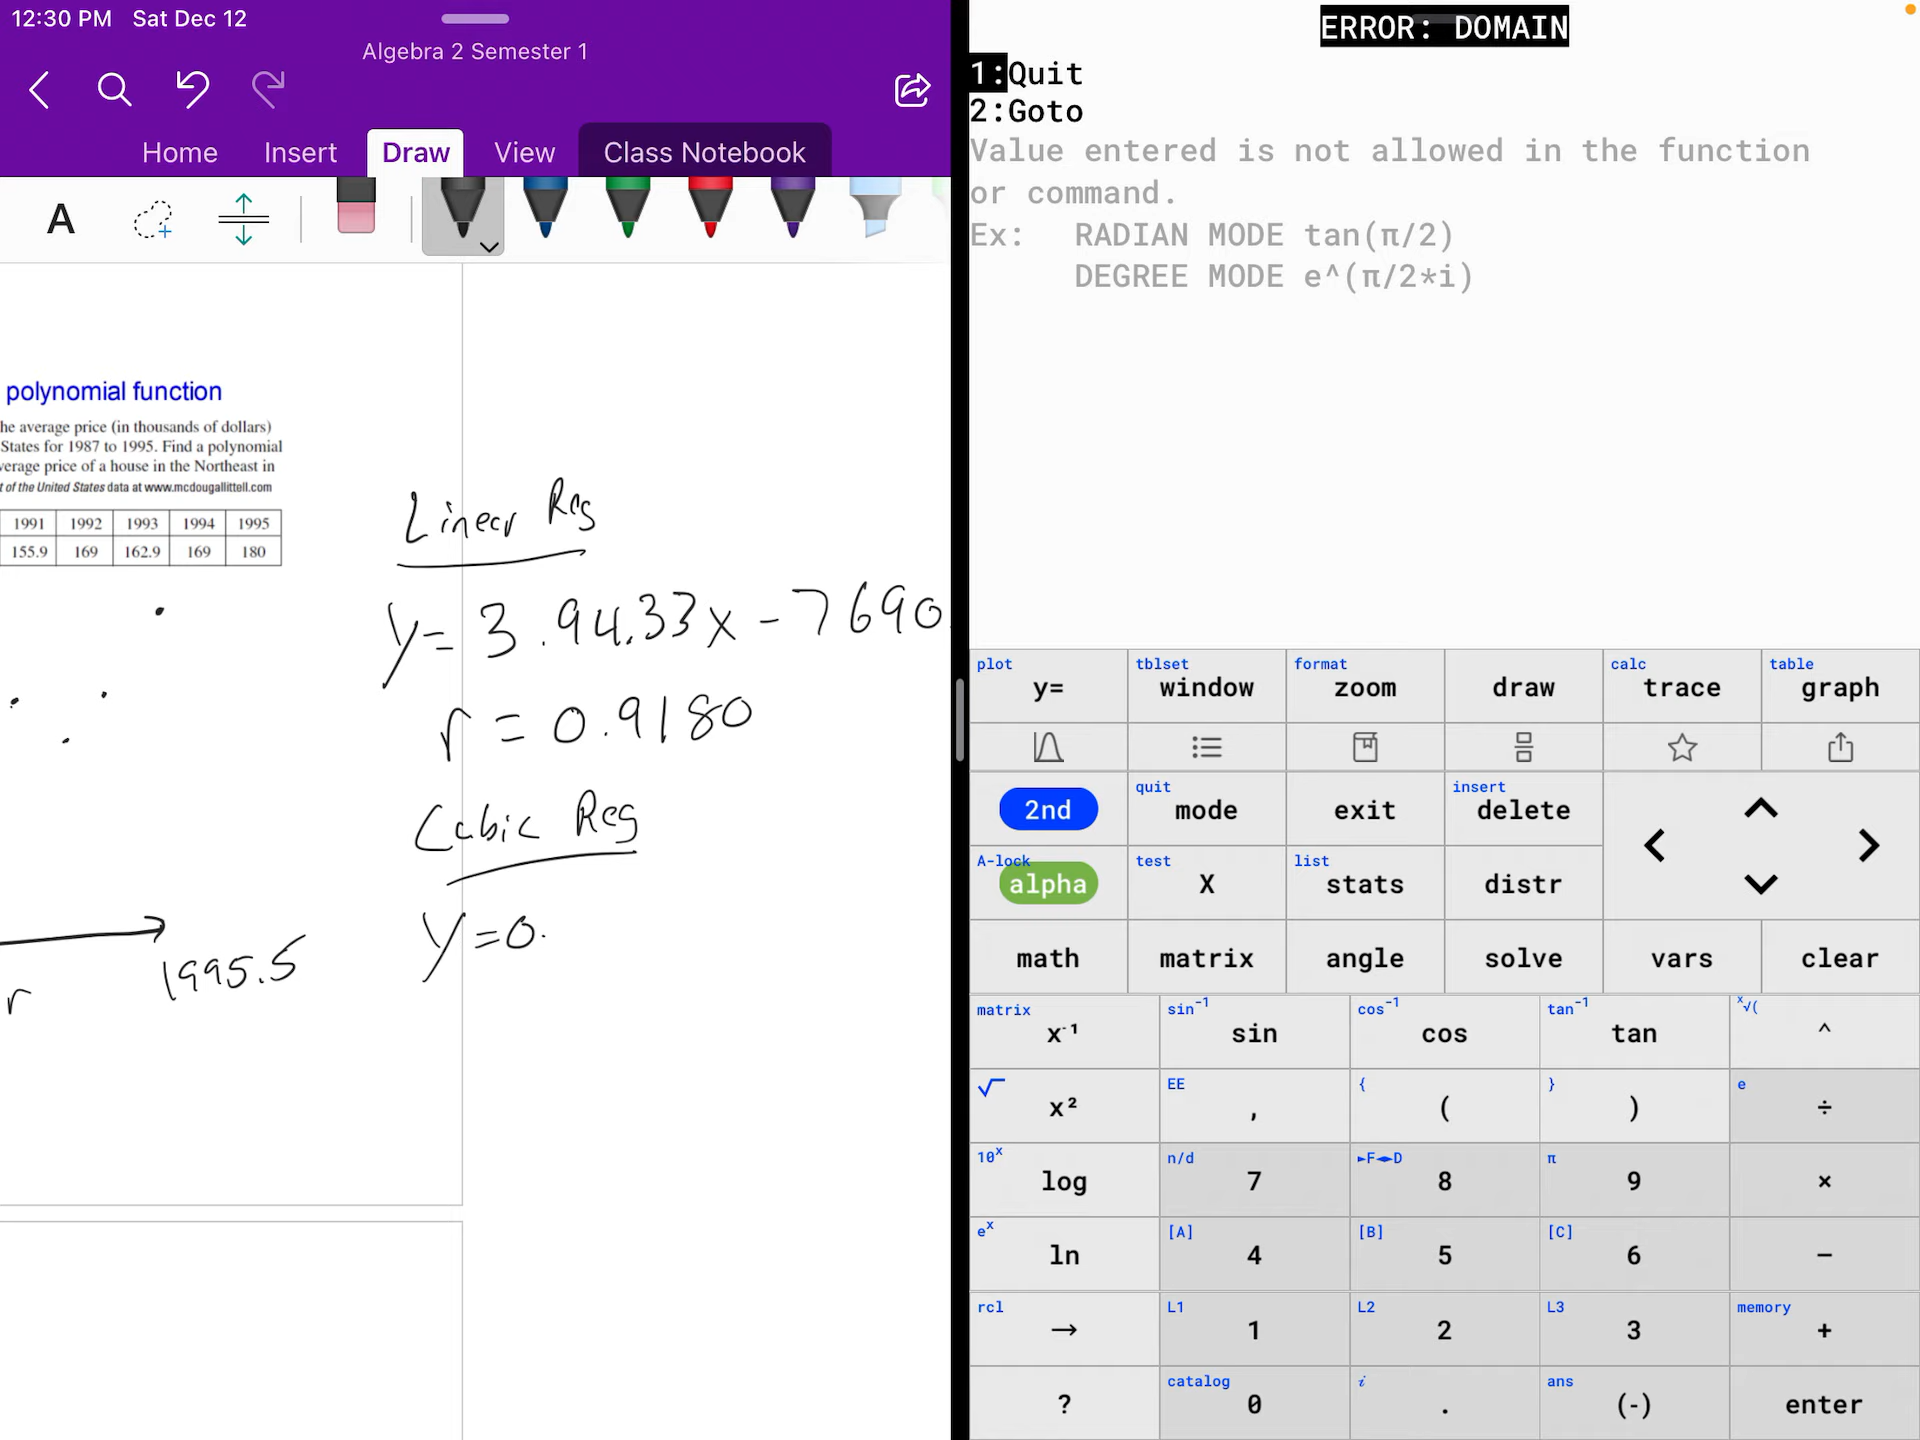 12:30 PM Sat Dec 12
Algebra 2 Semester 1
Home Insert Draw View Class Notebook
A
polynomial function
he average price (in thousands of dollars)
States for 1987 to 1995. Find a polynomial
verage price of a house in the Northeast in
t of the United States data at www.mcdougallittell.com
1991 1992 1993 1994 1995
155.9 169 162.9 169 180
Linear Reg
y= 3.94.33x - 7690.
r = 0.9180
Cubic Reg
y=0.
1995.5
r
ERROR: DOMAIN
1:Quit
2:Goto
Value entered is not allowed in the function
or command.
Ex: RADIAN MODE tan(π/2)
DEGREE MODE e^(π/2*i)
plot tblset format calc table
y= window zoom draw trace graph
quit insert
2nd mode exit delete
A-lock test list
alpha X stats distr
math matrix angle solve vars clear
matrix sin⁻¹ cos⁻¹ tan⁻¹ ˣ√(
x⁻¹ sin cos tan ^
√ EE { } e
x² , ( ) ÷
10ˣ n/d ►F◄►D π
log 7 8 9 ×
eˣ [A] [B] [C]
ln 4 5 6 −
rcl L1 L2 L3 memory
→ 1 2 3 +
catalog i ans
? 0 . (-) enter